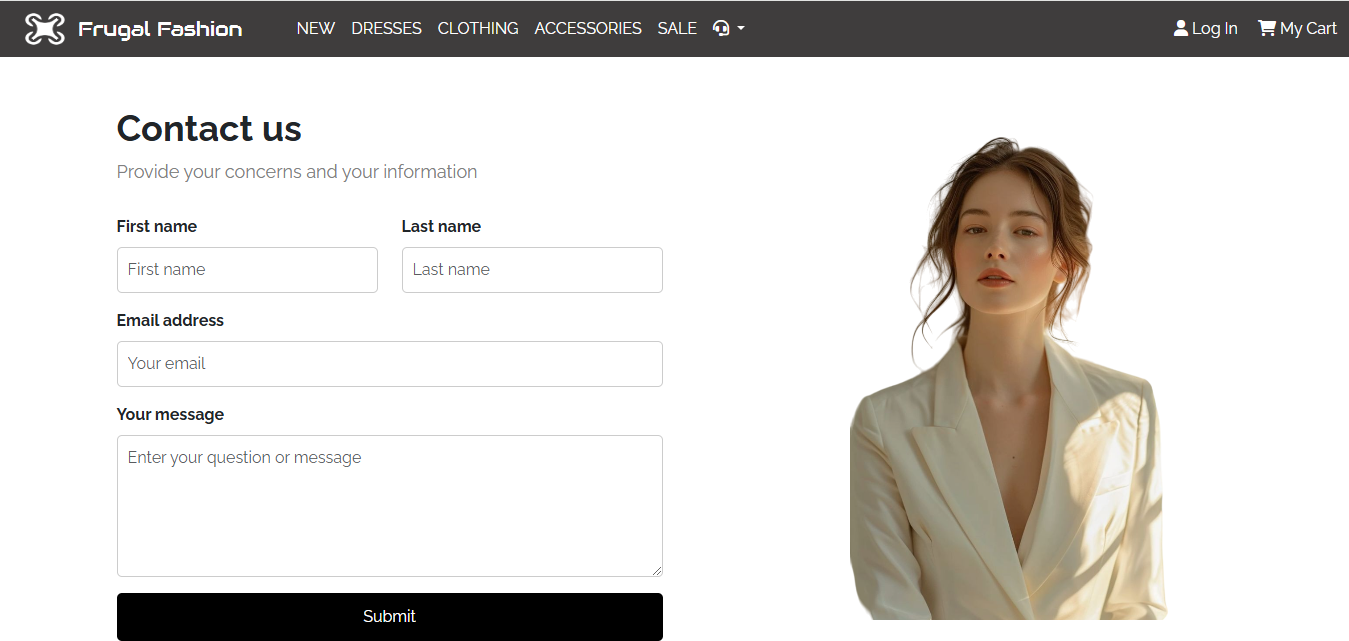 Frugal Fashion NEW DRESSES CLOTHING ACCESSORIES SALE Log In My Cart
Contact us
Provide your concerns and your information
First name Last name
First name Last name
Email address
Your email
Your message
Enter your question or message
Submit